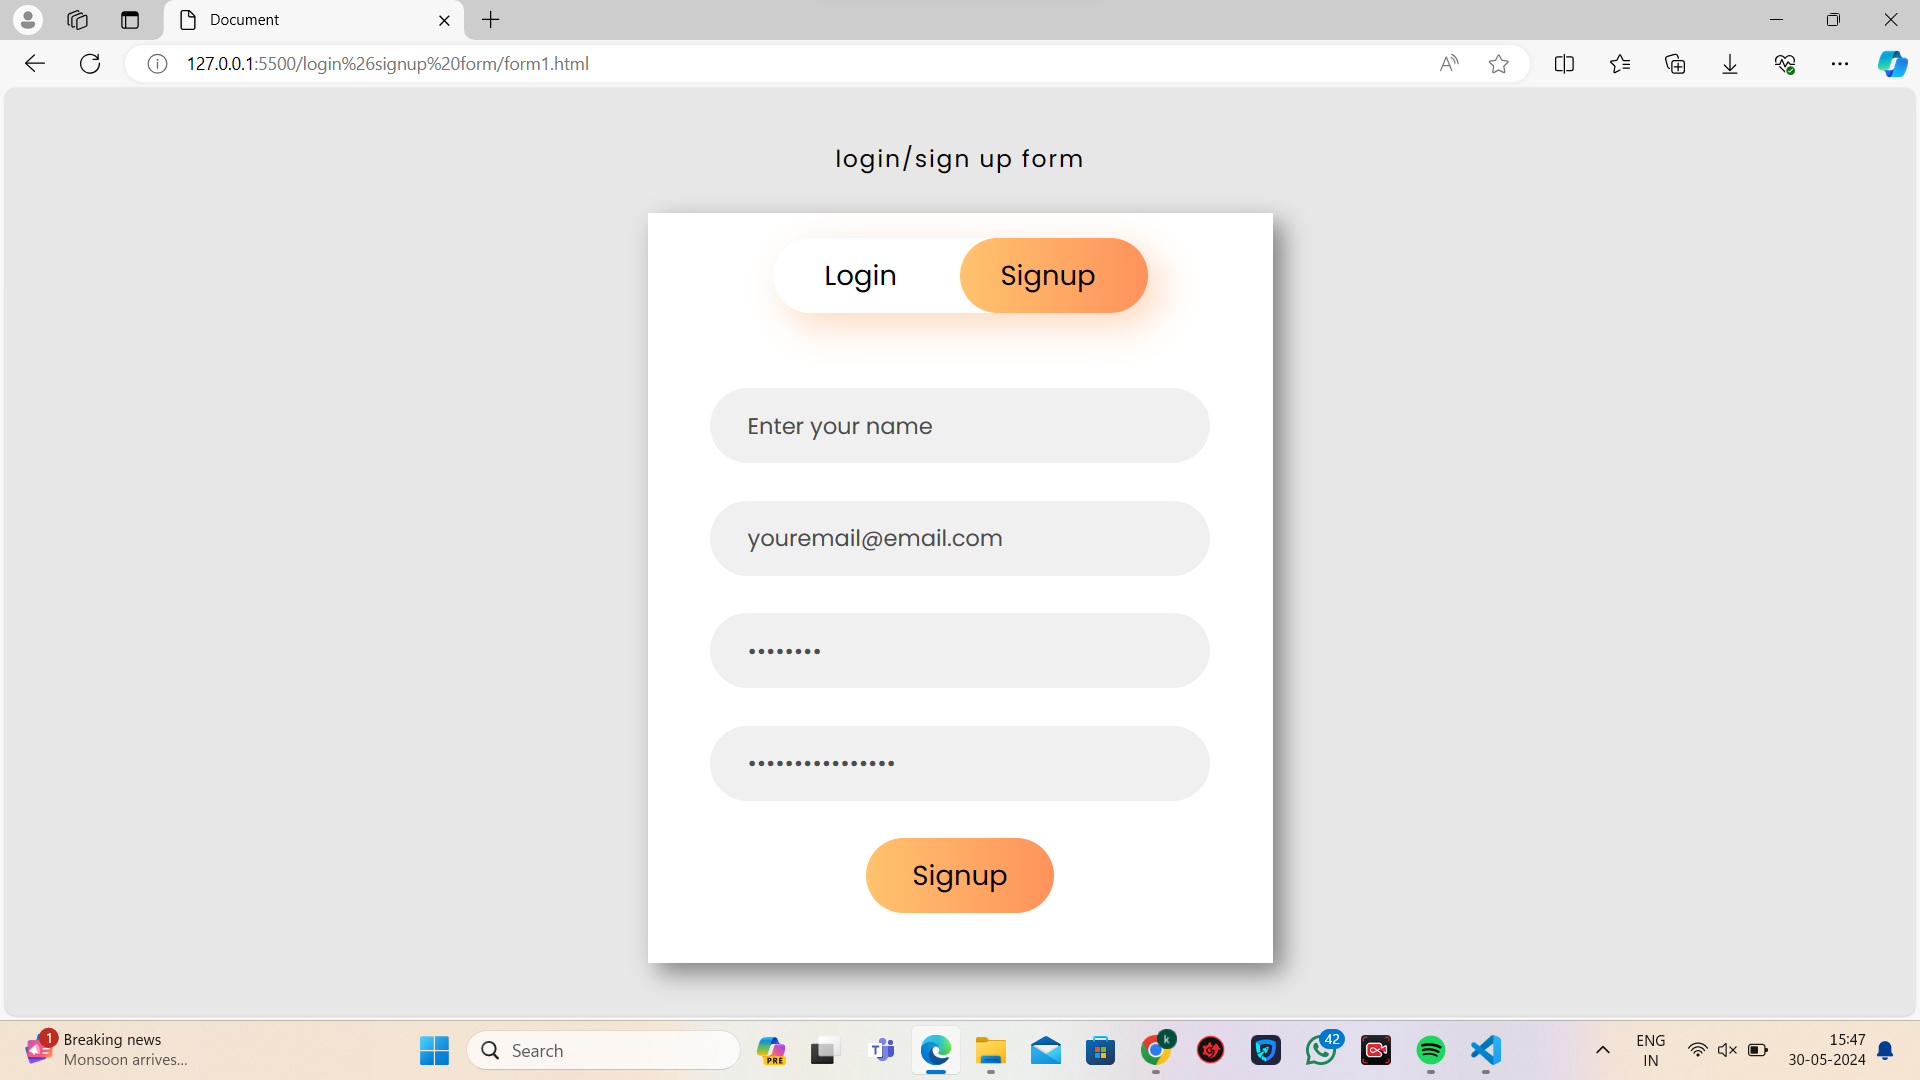 Document
127.0.0.1:5500/login%26signup%20form/form1.html
login/sign up form
Login
Signup
Enter your name
youremail@email.com
••••••••
••••••••••••••••
Signup
1
Breaking news
Monsoon arrives...
Search
PRE
k
42
ENG
IN
15:47
30-05-2024